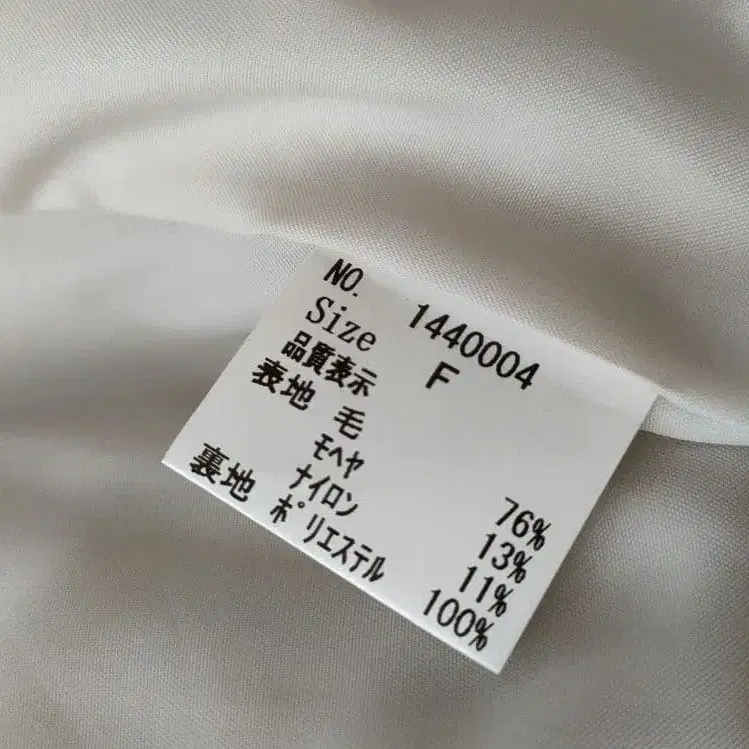 NO. 1440004
Size F
品質表示
表地 毛 76%
モヘヤ 13%
ナイロン 11%
裏地 ポリエステル 100%